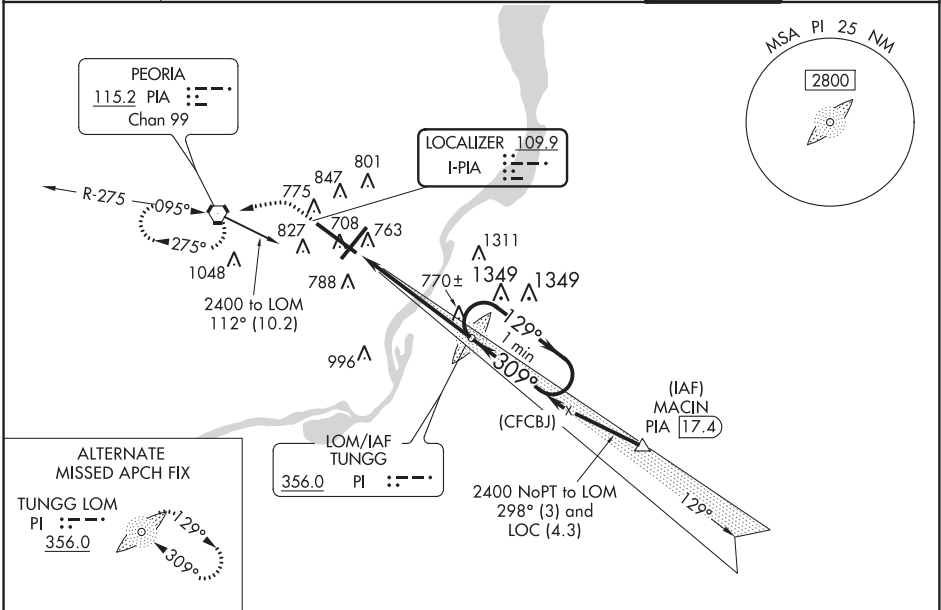 MSA PI 25 NM
2800
PEORIA
115.2 PIA
Chan 99
LOCALIZER 109.9
I-PIA
R-275
095°
275°
775
847
801
827
708
763
1048
788
2400 to LOM
112° (10.2)
1311
770±
1349
1349
129°
1 min
309°
996
(CFCBJ)
x
(IAF)
MACIN
PIA 17.4
LOM/IAF
TUNGG
356.0 PI
2400 NoPT to LOM
298° (3) and
LOC (4.3)
129°
ALTERNATE
MISSED APCH FIX
TUNGG LOM
PI
356.0
129°
309°